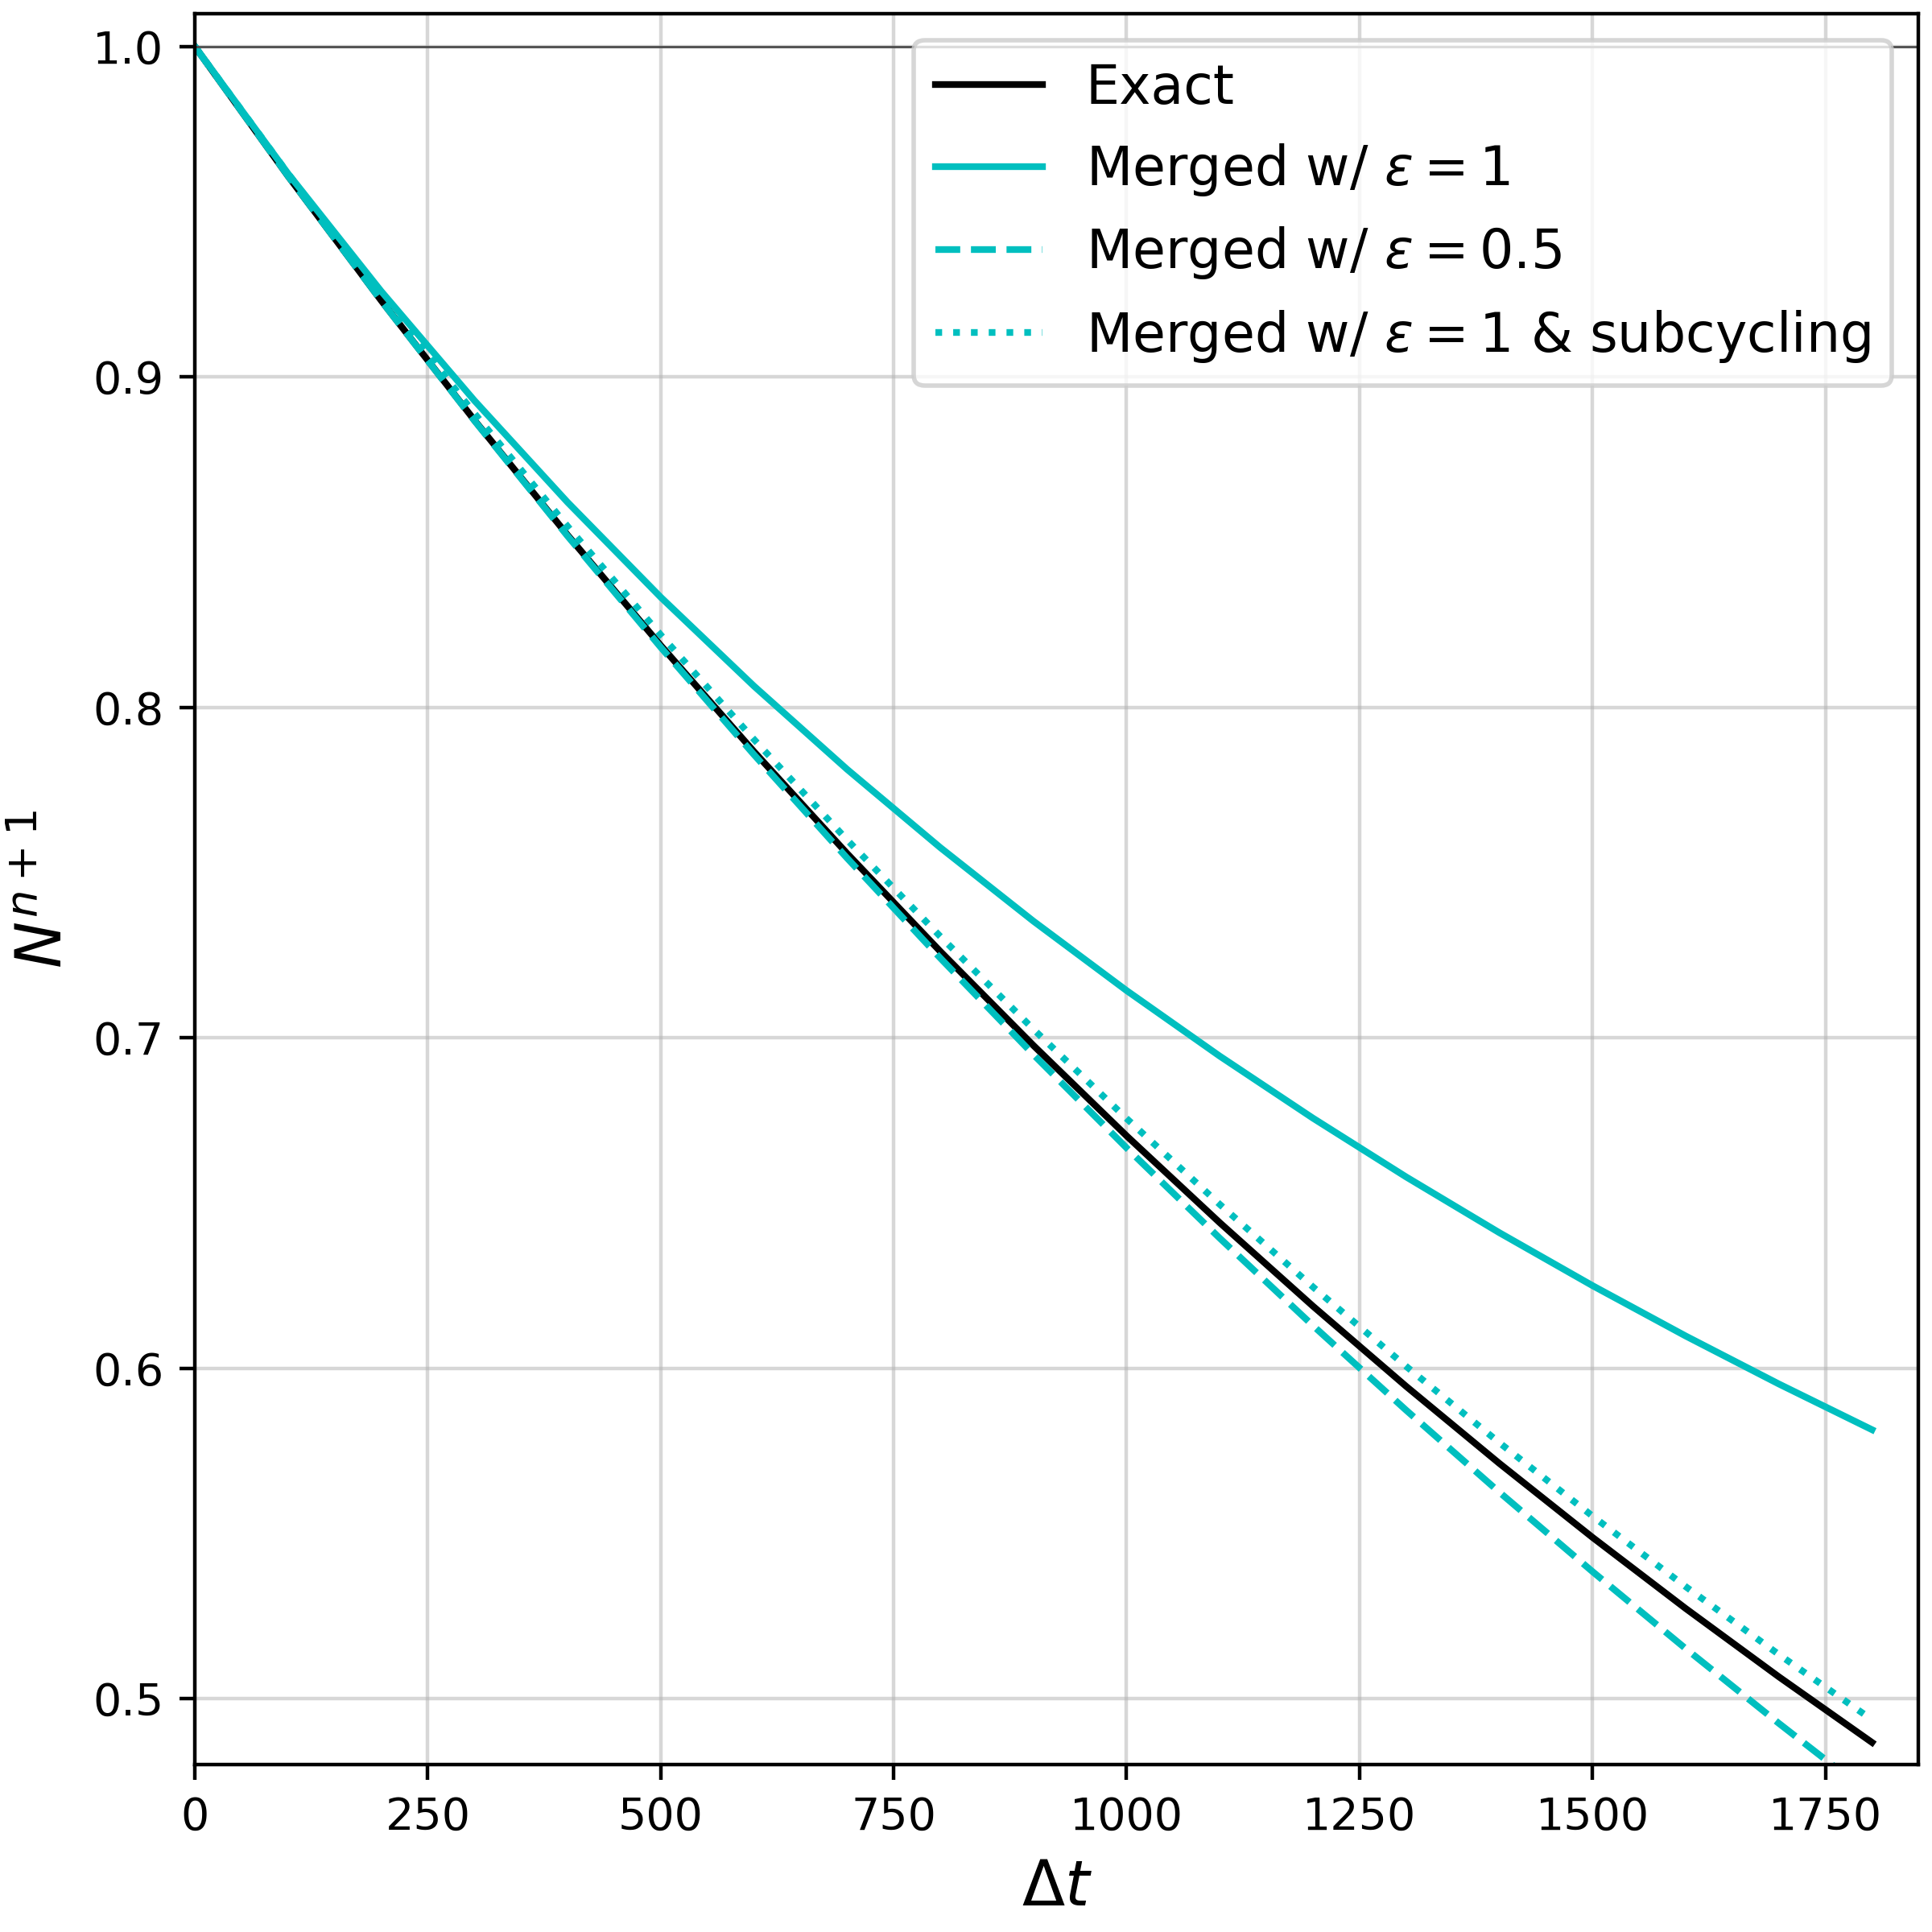 1.0
0.9
0.8
0.7
0.6
0.5
N^{n+1}
Exact
Merged w/ ε = 1
Merged w/ ε = 0.5
Merged w/ ε = 1 & subcycling
0 250 500 750 1000 1250 1500 1750
Δt